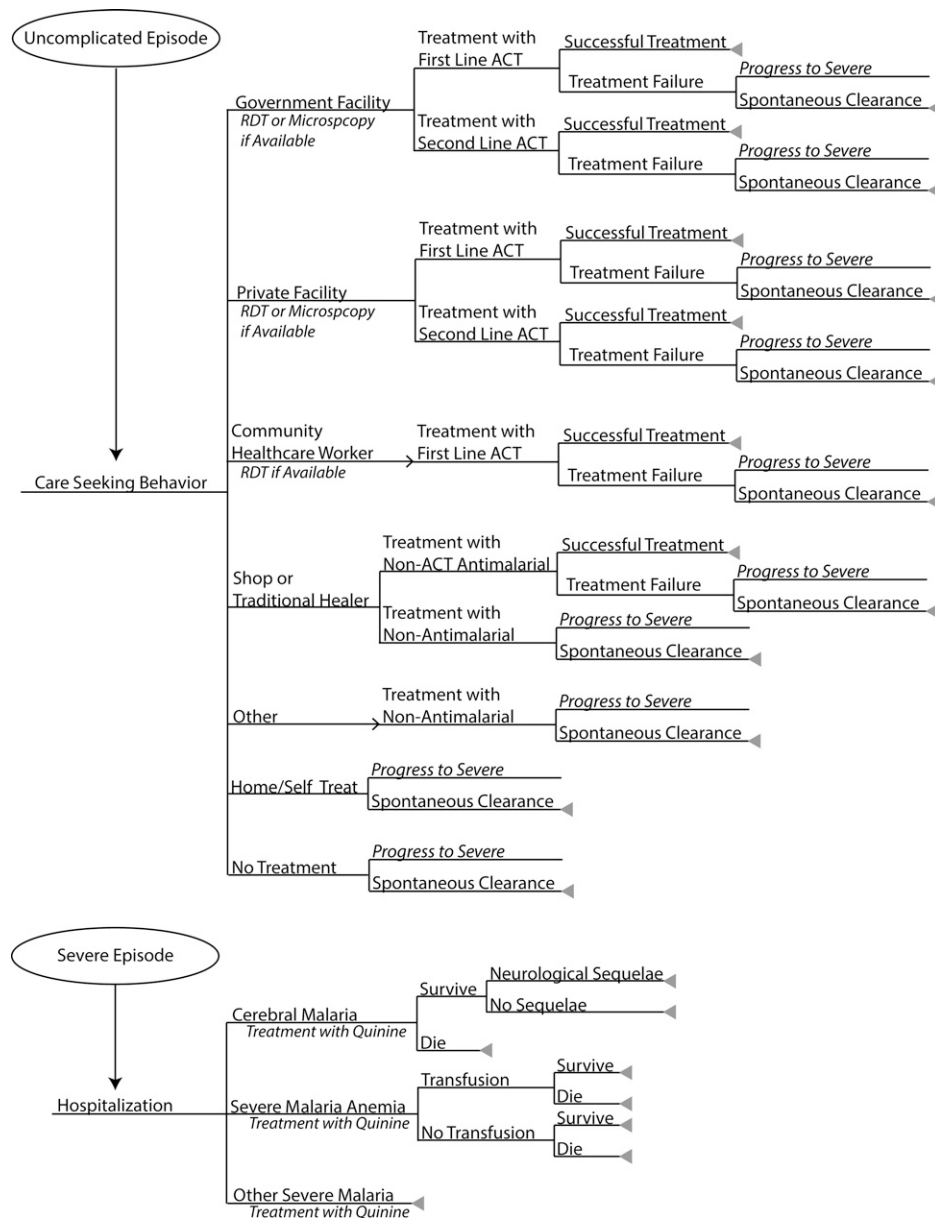 Uncomplicated Episode
Care Seeking Behavior
Government Facility
RDT or Microspcopy
if Available
Treatment with
First Line ACT
Successful Treatment
Treatment Failure
Progress to Severe
Spontaneous Clearance
Treatment with
Second Line ACT
Successful Treatment
Treatment Failure
Progress to Severe
Spontaneous Clearance
Private Facility
RDT or Microspcopy
if Available
Treatment with
First Line ACT
Successful Treatment
Treatment Failure
Progress to Severe
Spontaneous Clearance
Treatment with
Second Line ACT
Successful Treatment
Treatment Failure
Progress to Severe
Spontaneous Clearance
Community
Healthcare Worker
RDT if Available
Treatment with
First Line ACT
Successful Treatment
Treatment Failure
Progress to Severe
Spontaneous Clearance
Shop or
Traditional Healer
Treatment with
Non-ACT Antimalarial
Successful Treatment
Treatment Failure
Progress to Severe
Spontaneous Clearance
Treatment with
Non-Antimalarial
Progress to Severe
Spontaneous Clearance
Other
Treatment with
Non-Antimalarial
Progress to Severe
Spontaneous Clearance
Home/Self Treat
Progress to Severe
Spontaneous Clearance
No Treatment
Progress to Severe
Spontaneous Clearance
Severe Episode
Hospitalization
Cerebral Malaria
Treatment with Quinine
Survive
Neurological Sequelae
No Sequelae
Die
Severe Malaria Anemia
Treatment with Quinine
Transfusion
Survive
Die
No Transfusion
Survive
Die
Other Severe Malaria
Treatment with Quinine